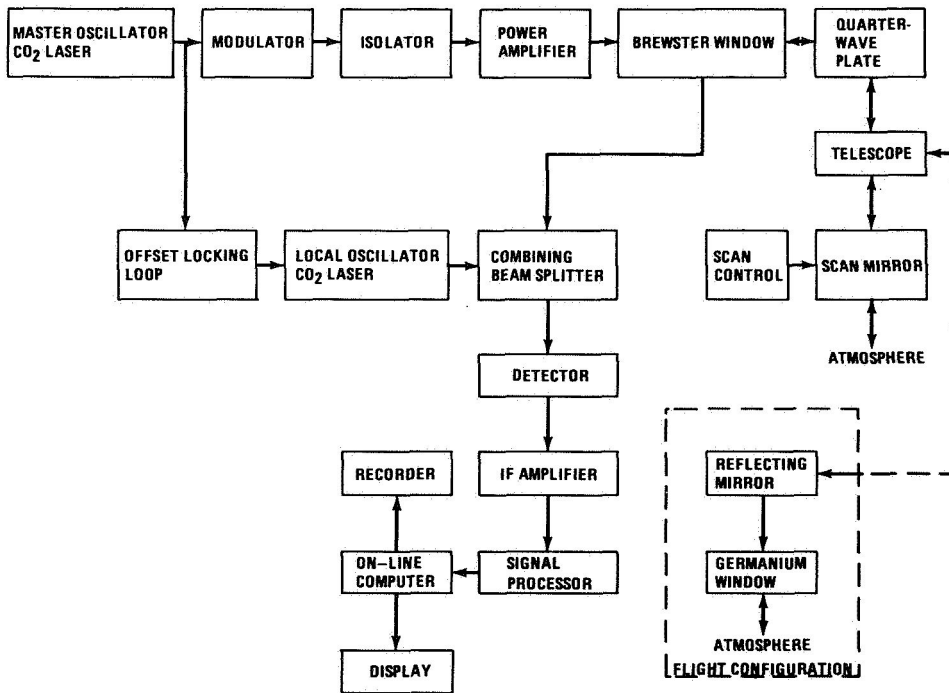 MASTER OSCILLATOR
CO2 LASER
MODULATOR
ISOLATOR
POWER
AMPLIFIER
BREWSTER WINDOW
QUARTER-
WAVE
PLATE
TELESCOPE
OFFSET LOCKING
LOOP
LOCAL OSCILLATOR
CO2 LASER
COMBINING
BEAM SPLITTER
SCAN
CONTROL
SCAN MIRROR
ATMOSPHERE
DETECTOR
RECORDER
IF AMPLIFIER
REFLECTING
MIRROR
ON-LINE
COMPUTER
SIGNAL
PROCESSOR
GERMANIUM
WINDOW
ATMOSPHERE
DISPLAY
FLIGHT CONFIGURATION